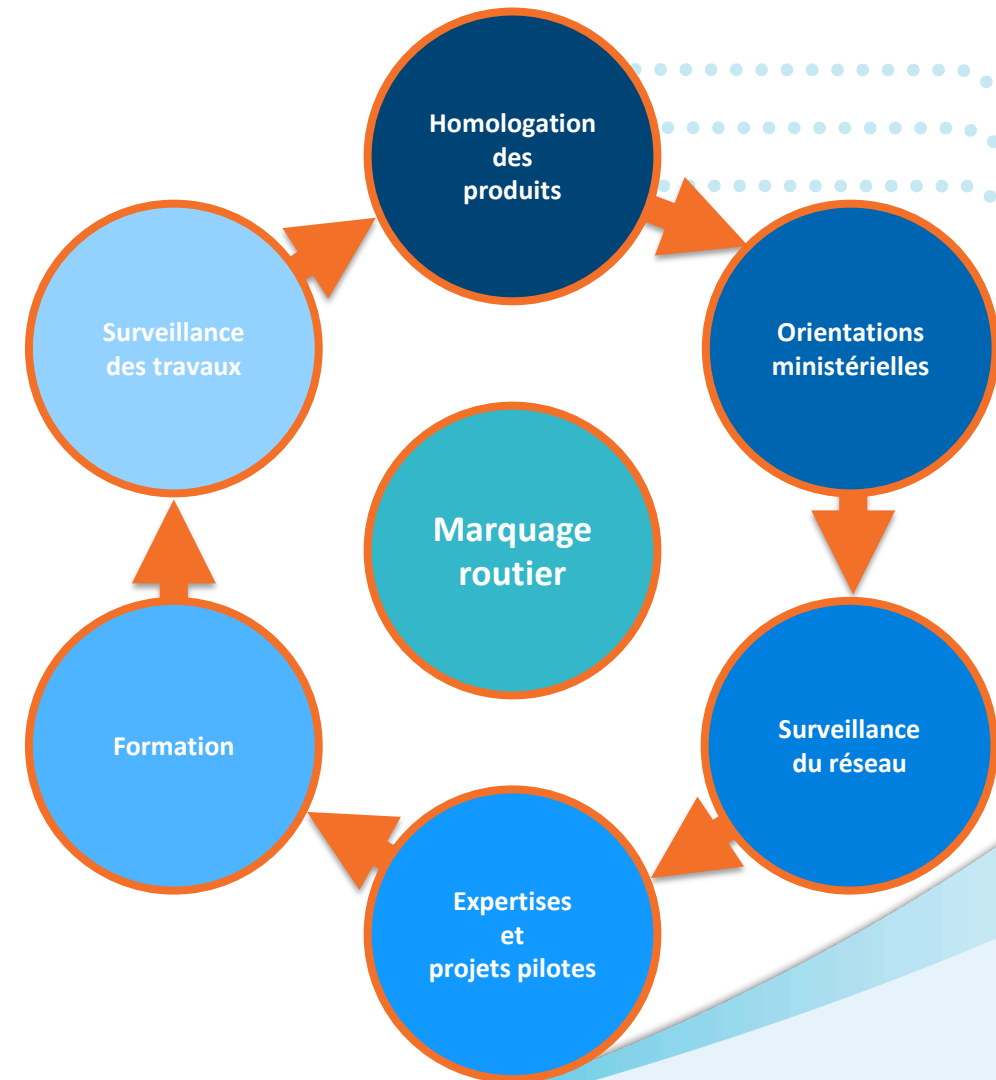 Homologation
des
produits
Orientations
ministérielles
Surveillance
du réseau
Expertises
et
projets pilotes
Formation
Surveillance
des travaux
Marquage
routier